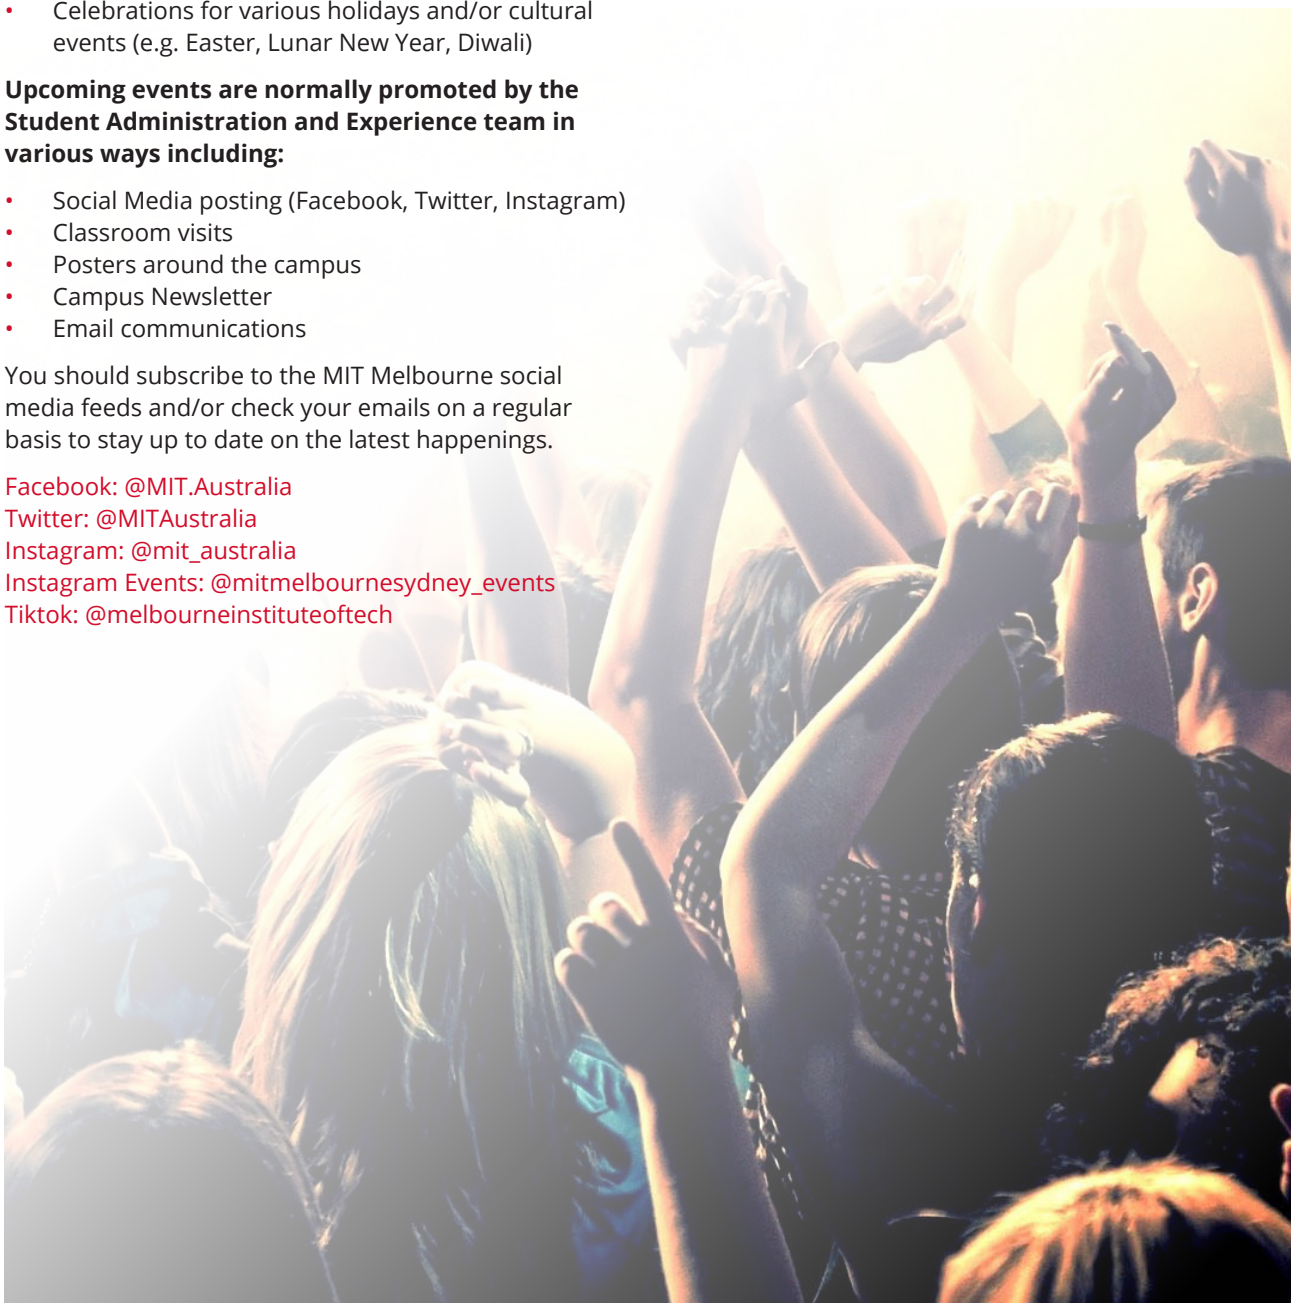 • Celebrations for various holidays and/or cultural
events (e.g. Easter, Lunar New Year, Diwali)
Upcoming events are normally promoted by the
Student Administration and Experience team in
various ways including:
• Social Media posting (Facebook, Twitter, Instagram)
• Classroom visits
• Posters around the campus
• Campus Newsletter
• Email communications
You should subscribe to the MIT Melbourne social
media feeds and/or check your emails on a regular
basis to stay up to date on the latest happenings.
Facebook: @MIT.Australia
Twitter: @MITAustralia
Instagram: @mit_australia
Instagram Events: @mitmelbournesydney_events
Tiktok: @melbourneinstituteoftech